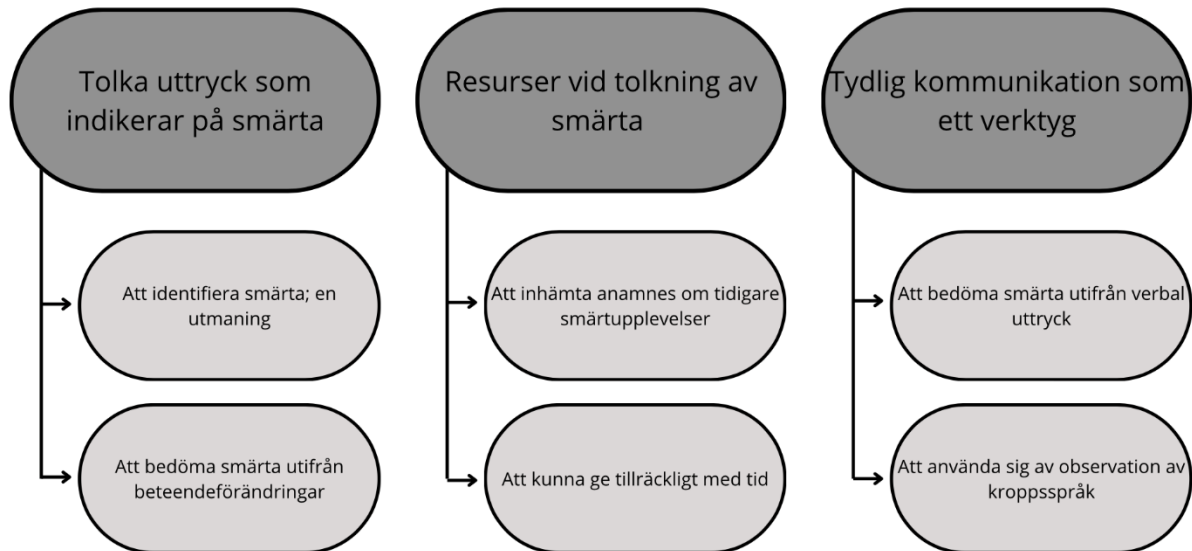 Tolka uttryck som
indikerar på smärta
Att identifiera smärta; en
utmaning
Att bedöma smärta utifrån
beteendeförändringar
Resurser vid tolkning av
smärta
Att inhämta anamnes om tidigare
smärtupplevelser
Att kunna ge tillräckligt med tid
Tydlig kommunikation som
ett verktyg
Att bedöma smärta utifrån verbal
uttryck
Att använda sig av observation av
kroppsspråk